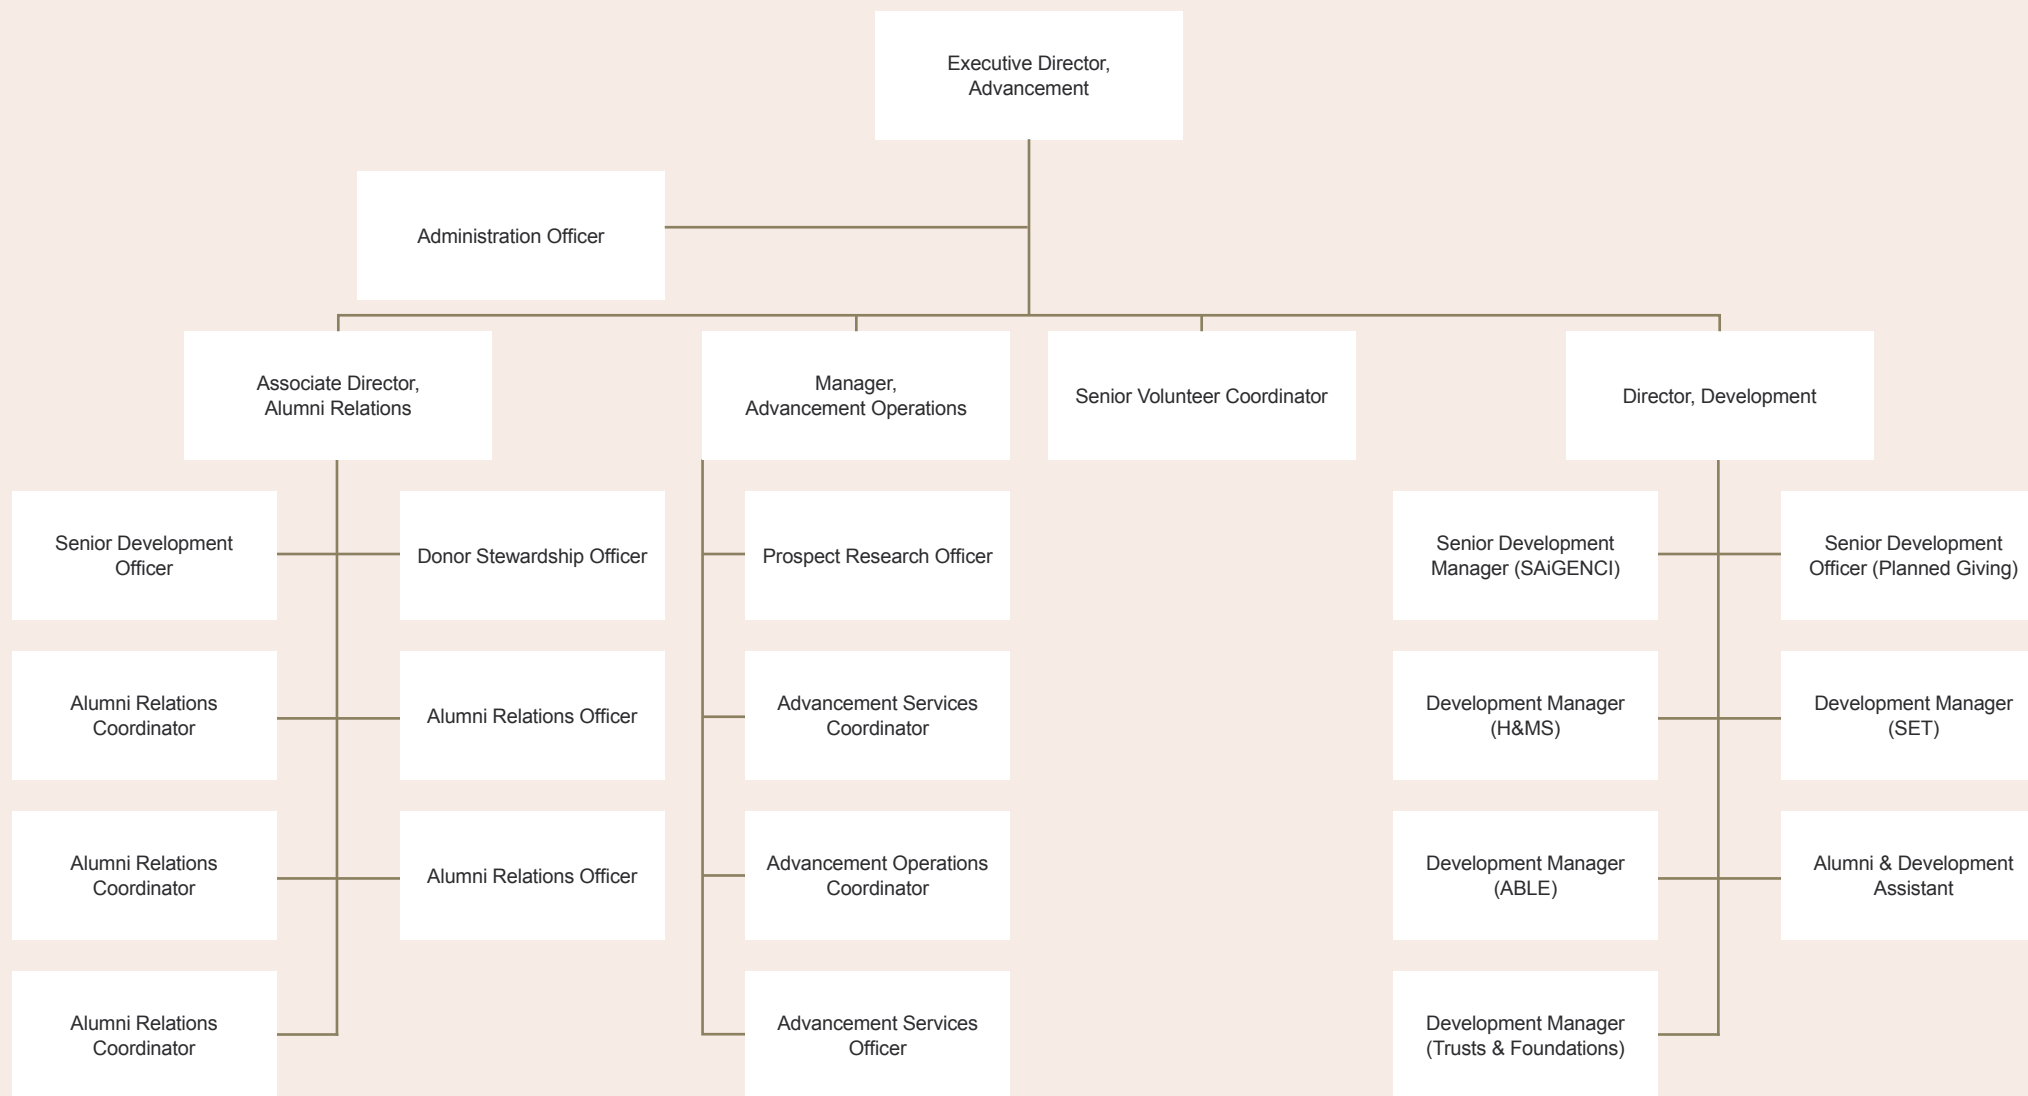 Executive Director,
Advancement
Administration Officer
Associate Director,
Alumni Relations
Manager,
Advancement Operations
Senior Volunteer Coordinator
Director, Development
Senior Development
Officer
Donor Stewardship Officer
Prospect Research Officer
Senior Development
Manager (SAiGENCI)
Senior Development
Officer (Planned Giving)
Alumni Relations
Coordinator
Alumni Relations Officer
Advancement Services
Coordinator
Development Manager
(H&MS)
Development Manager
(SET)
Alumni Relations
Coordinator
Alumni Relations Officer
Advancement Operations
Coordinator
Development Manager
(ABLE)
Alumni & Development
Assistant
Alumni Relations
Coordinator
Advancement Services
Officer
Development Manager
(Trusts & Foundations)